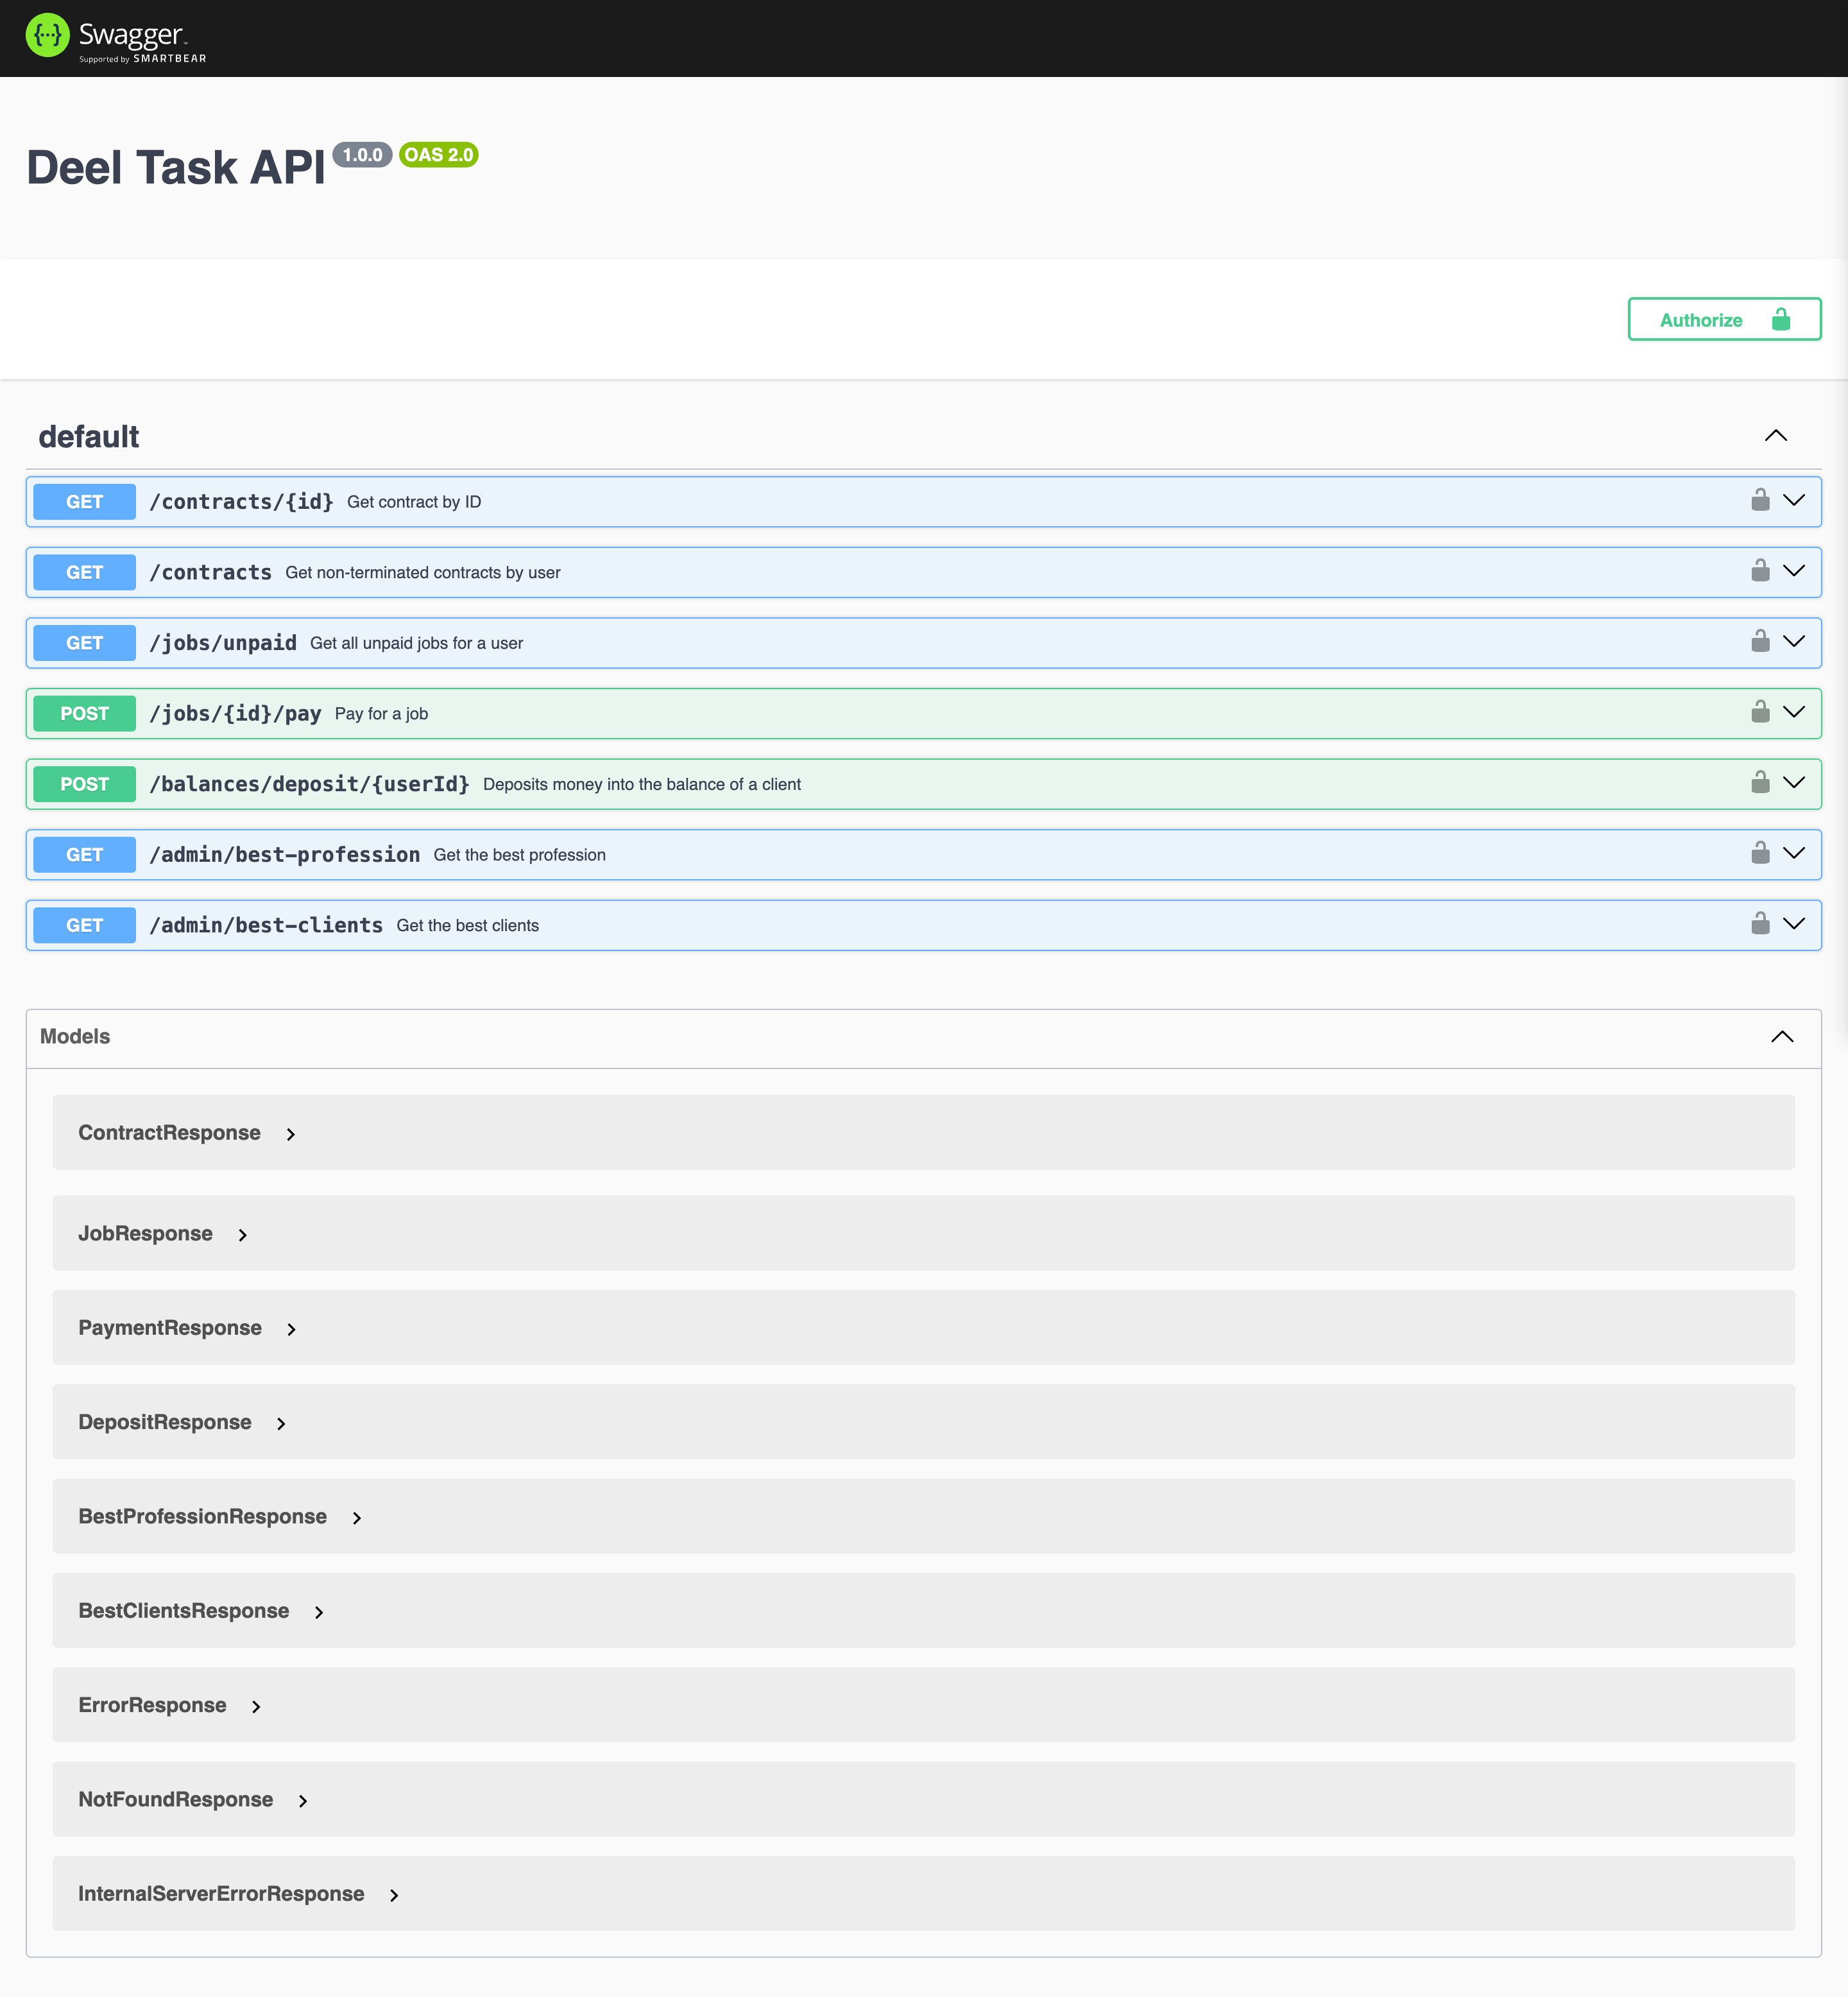 {···} Swagger™
Supported by SMARTBEAR
Deel Task API 1.0.0 OAS 2.0
Authorize
default
GET /contracts/{id} Get contract by ID
GET /contracts Get non-terminated contracts by user
GET /jobs/unpaid Get all unpaid jobs for a user
POST /jobs/{id}/pay Pay for a job
POST /balances/deposit/{userId} Deposits money into the balance of a client
GET /admin/best-profession Get the best profession
GET /admin/best-clients Get the best clients
Models
ContractResponse
JobResponse
PaymentResponse
DepositResponse
BestProfessionResponse
BestClientsResponse
ErrorResponse
NotFoundResponse
InternalServerErrorResponse